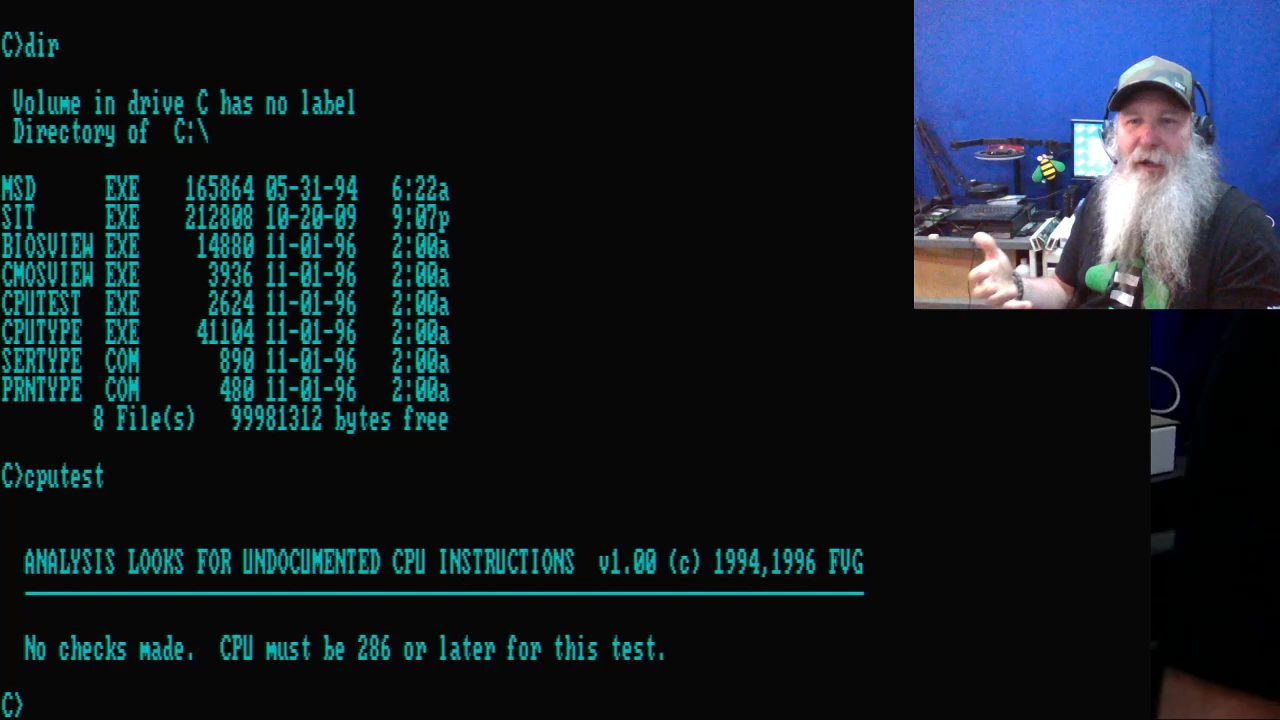 C>dir
Volume in drive C has no label
Directory of  C:\
MSD      EXE    165864 05-31-94   6:22a
SIT      EXE    212808 10-20-09   9:07p
BIOSVIEW EXE     14880 11-01-96   2:00a
CMOSVIEW EXE      3936 11-01-96   2:00a
CPUTEST  EXE      2624 11-01-96   2:00a
CPUTYPE  EXE     41104 11-01-96   2:00a
SERTYPE  COM       890 11-01-96   2:00a
PRNTYPE  COM       480 11-01-96   2:00a
8 File(s)   99981312 bytes free
C>cputest
ANALYSIS LOOKS FOR UNDOCUMENTED CPU INSTRUCTIONS  v1.00 (c) 1994,1996 FVG
No checks made.  CPU must be 286 or later for this test.
C>